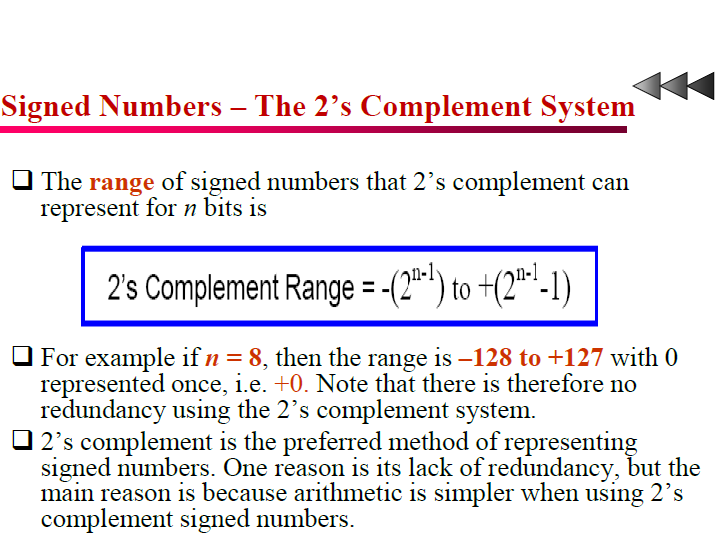 Signed Numbers – The 2’s Complement System
❑ The range of signed numbers that 2’s complement can
represent for n bits is
2’s Complement Range = -(2ⁿ⁻¹) to +(2ⁿ⁻¹-1)
❑ For example if n = 8, then the range is –128 to +127 with 0
represented once, i.e. +0. Note that there is therefore no
redundancy using the 2’s complement system.
❑ 2’s complement is the preferred method of representing
signed numbers. One reason is its lack of redundancy, but the
main reason is because arithmetic is simpler when using 2’s
complement signed numbers.